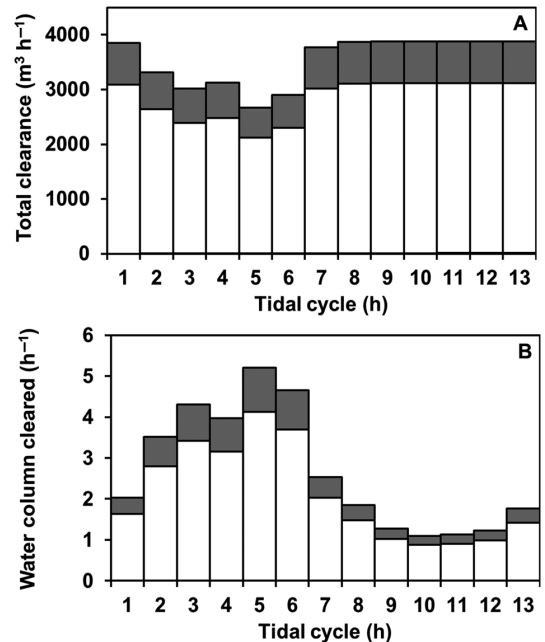 A
Total clearance (m³ h⁻¹)
4000
3000
2000
1000
0
1 2 3 4 5 6 7 8 9 10 11 12 13
Tidal cycle (h)
B
Water column cleared (h⁻¹)
6
5
4
3
2
1
0
1 2 3 4 5 6 7 8 9 10 11 12 13
Tidal cycle (h)